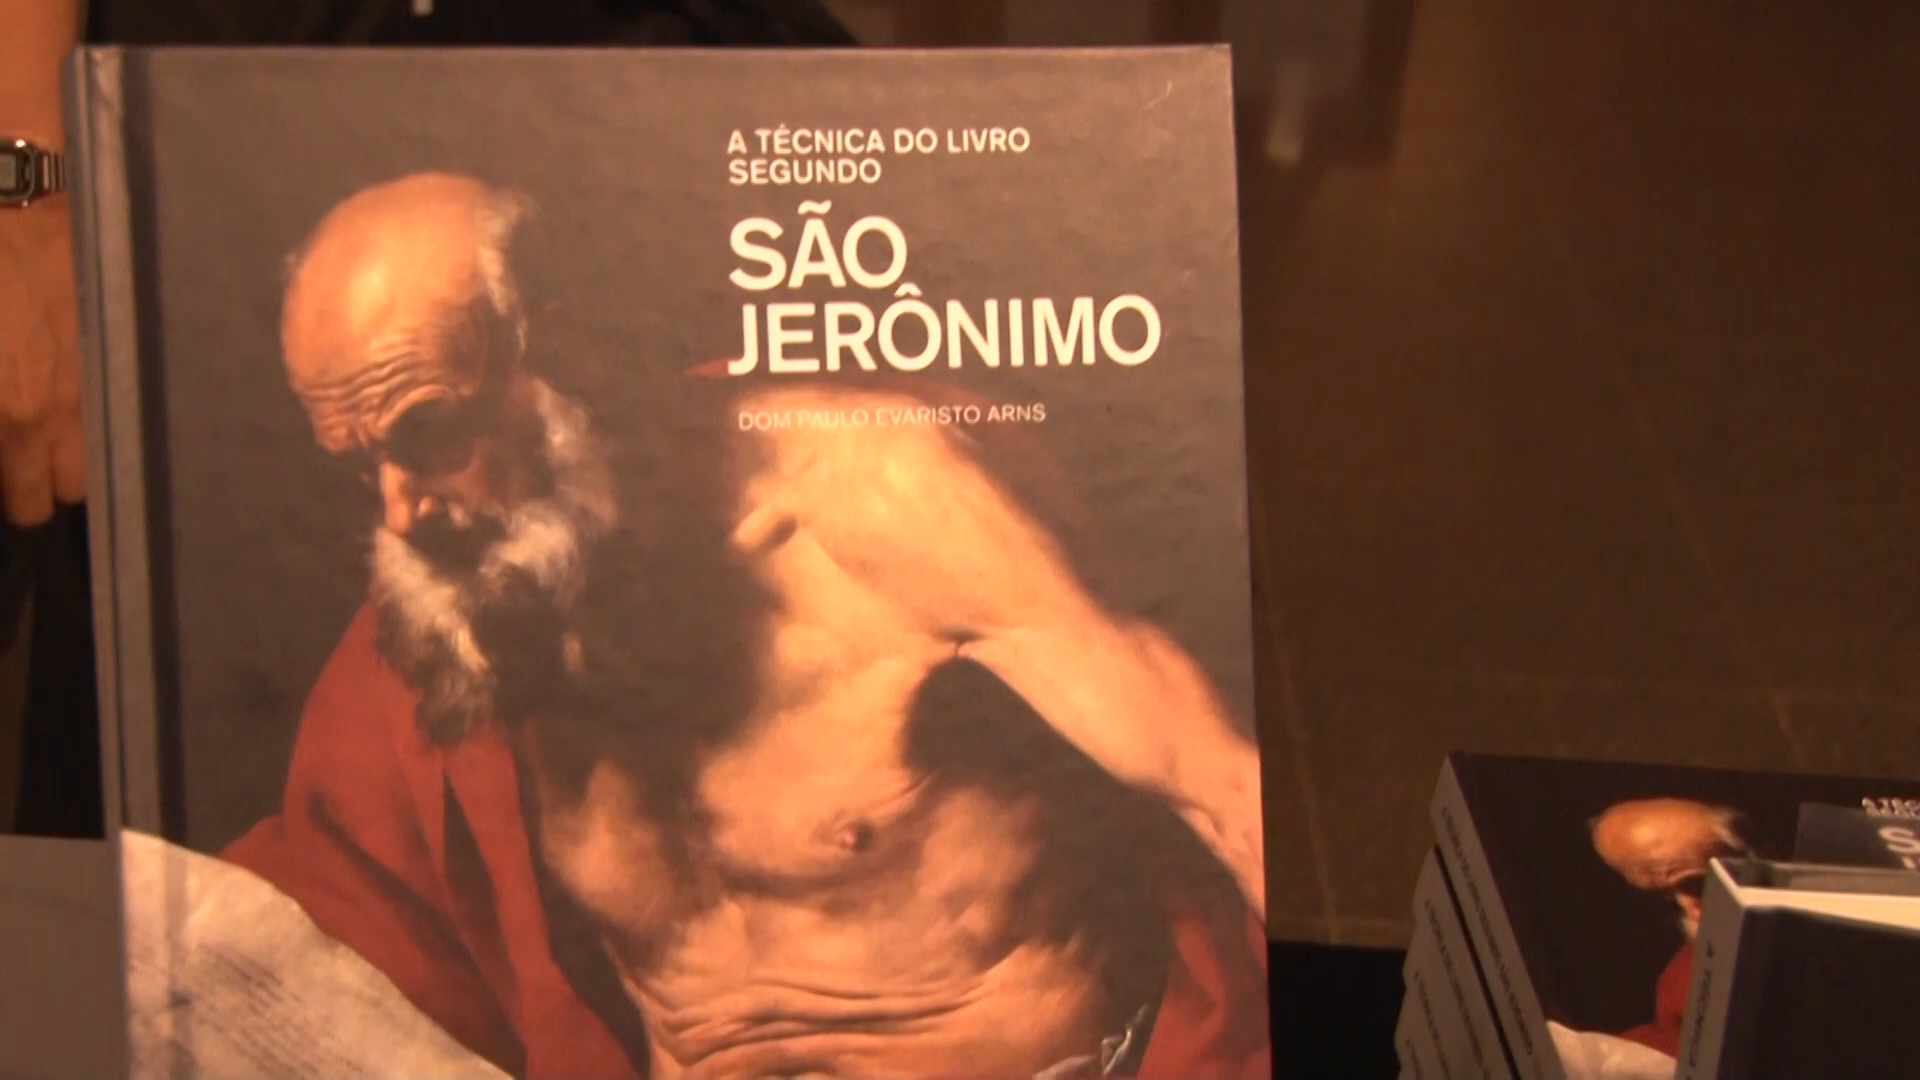 A TÉCNICA DO LIVRO
SEGUNDO
SÃO
JERÔNIMO
DOM PAULO EVARISTO ARNS